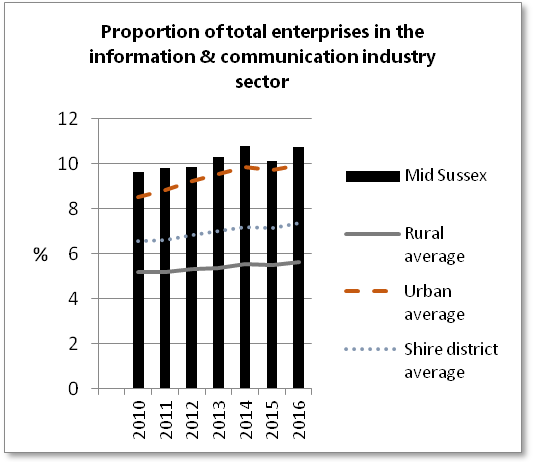 Proportion of total enterprises in the
information & communication industry
sector
12
10
8
6
4
2
0
%
2010
2011
2012
2013
2014
2015
2016
Mid Sussex
Rural
average
Urban
average
Shire district
average